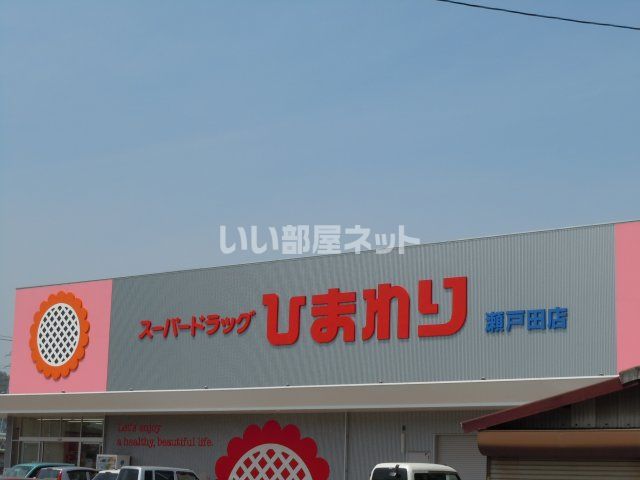 いい部屋ネット
スーパードラッグ ひまわり 瀬戸田店
Let's enjoy
a healthy, beautiful life.